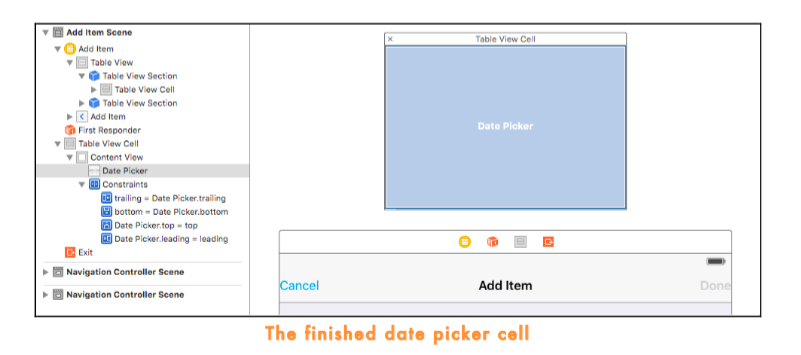 Add Item Scene
Add Item
Table View
Table View Section
Table View Cell
Table View Section
Add Item
First Responder
Table View Cell
Content View
Date Picker
Constraints
trailing = Date Picker.trailing
bottom = Date Picker.bottom
Date Picker.top = top
Date Picker.leading = leading
Exit
Navigation Controller Scene
Navigation Controller Scene
Table View Cell
Date Picker
Cancel
Add Item
Done
The finished date picker cell